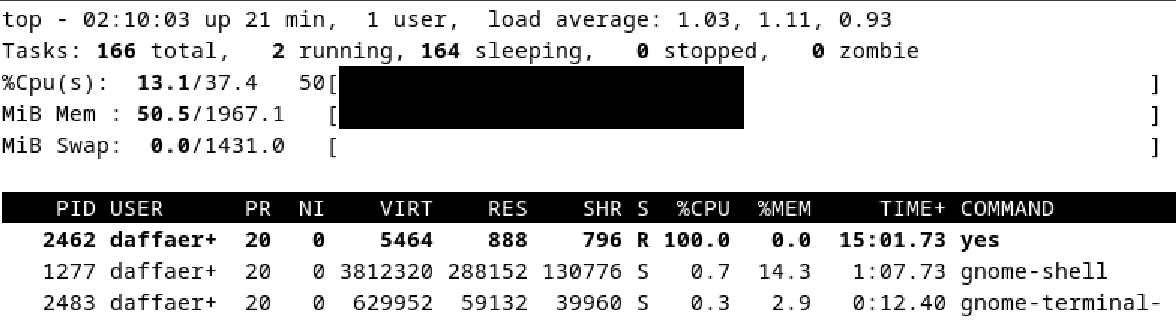 top - 02:10:03 up 21 min,  1 user,  load average: 1.03, 1.11, 0.93
Tasks: 166 total,   2 running, 164 sleeping,   0 stopped,   0 zombie
%Cpu(s):  13.1/37.4   50[                                                            ]
MiB Mem : 50.5/1967.1   [                                                            ]
MiB Swap:  0.0/1431.0   [                                                            ]
    PID USER      PR  NI    VIRT    RES    SHR S  %CPU  %MEM     TIME+ COMMAND
   2462 daffaer+  20   0    5464    888    796 R 100.0   0.0  15:01.73 yes
   1277 daffaer+  20   0 3812320 288152 130776 S   0.7  14.3   1:07.73 gnome-shell
   2483 daffaer+  20   0  629952  59132  39960 S   0.3   2.9   0:12.40 gnome-terminal-